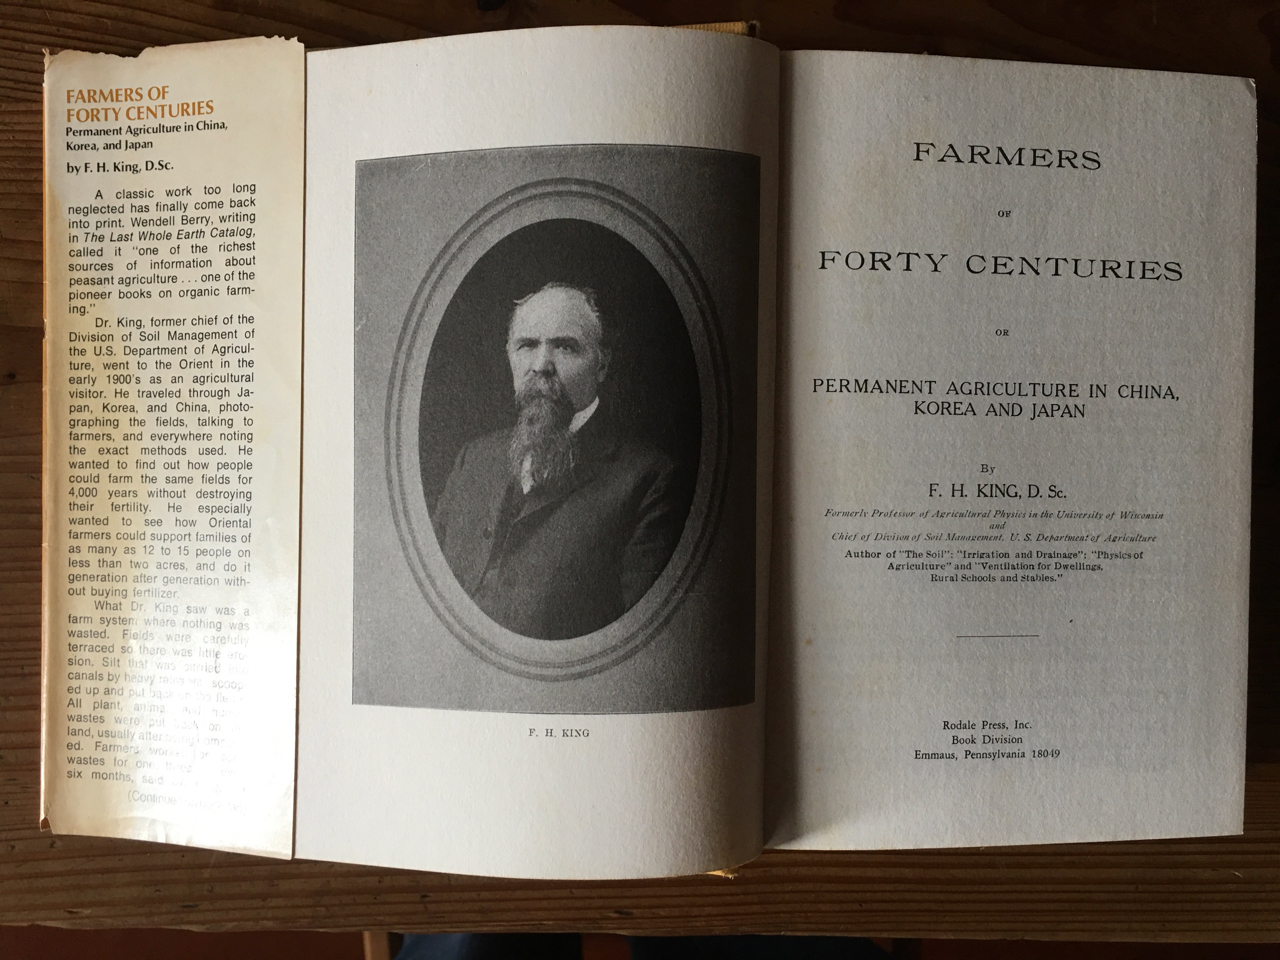 FARMERS OF
FORTY CENTURIES
Permanent Agriculture in China,
Korea, and Japan
by F. H. King, D.Sc.
A classic work too long
neglected has finally come back
into print. Wendell Berry, writing
in The Last Whole Earth Catalog,
called it "one of the richest
sources of information about
peasant agriculture . . . one of the
pioneer books on organic farm-
ing."
Dr. King, former chief of the
Division of Soil Management of
the U.S. Department of Agricul-
ture, went to the Orient in the
early 1900's as an agricultural
visitor. He traveled through Ja-
pan, Korea, and China, photo-
graphing the fields, talking to
farmers, and everywhere noting
the exact methods used. He
wanted to find out how people
could farm the same fields for
4,000 years without destroying
their fertility. He especially
wanted to see how Oriental
farmers could support families of
as many as 12 to 15 people on
less than two acres, and do it
generation after generation with-
out buying fertilizer.
What Dr. King saw was a
farm system where nothing was
wasted. Fields were carefully
terraced so there was little ero-
sion. Silt that was carried
canals by heavy scoop-
ed up and put
All plant,
wastes were put
land, usually after
ed. Farmers
wastes for
six months,
F. H. KING
FARMERS
OF
FORTY CENTURIES
OR
PERMANENT AGRICULTURE IN CHINA,
KOREA AND JAPAN
By
F. H. KING, D. Sc.
Formerly Professor of Agricultural Physics in the University of Wisconsin
and
Chief of Divison of Soil Management, U. S. Department of Agriculture
Author of "The Soil"; "Irrigation and Drainage"; "Physics of
Agriculture" and "Ventilation for Dwellings,
Rural Schools and Stables."
Rodale Press, Inc.
Book Division
Emmaus, Pennsylvania 18049